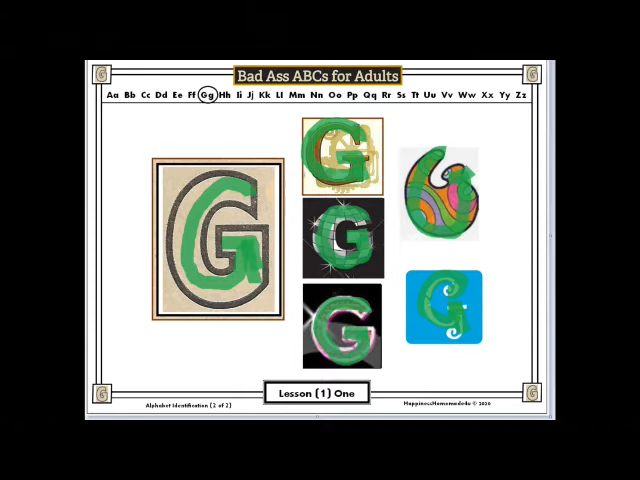 Bad Ass ABCs for Adults
Aa Bb Cc Dd Ee Ff Gg Hh Ii Jj Kk Ll Mm Nn Oo Pp Qq Rr Ss Tt Uu Vv Ww Xx Yy Zz
G
G
G
G
G
G
Lesson (1) One
Alphabet Identification (2 of 2)
HappinessHomemade4u © 2020